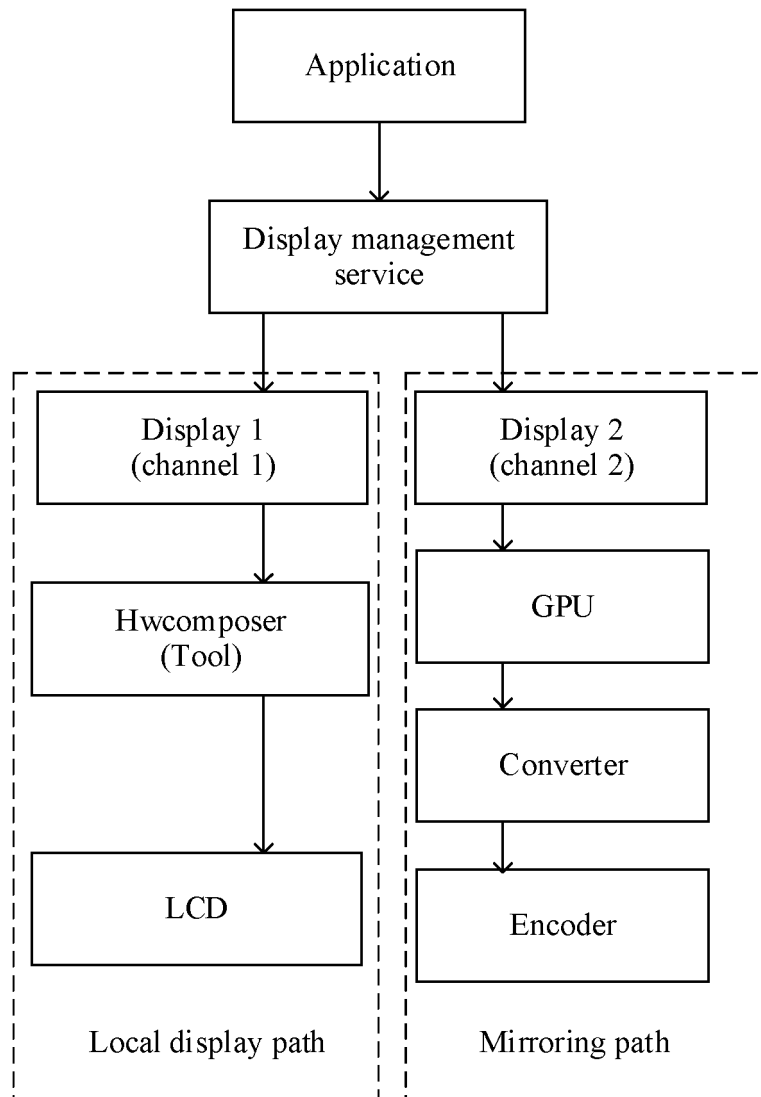 Application
Display management
service
Display 1
(channel 1)
Display 2
(channel 2)
Hwcomposer
(Tool)
GPU
Converter
LCD
Encoder
Local display path
Mirroring path